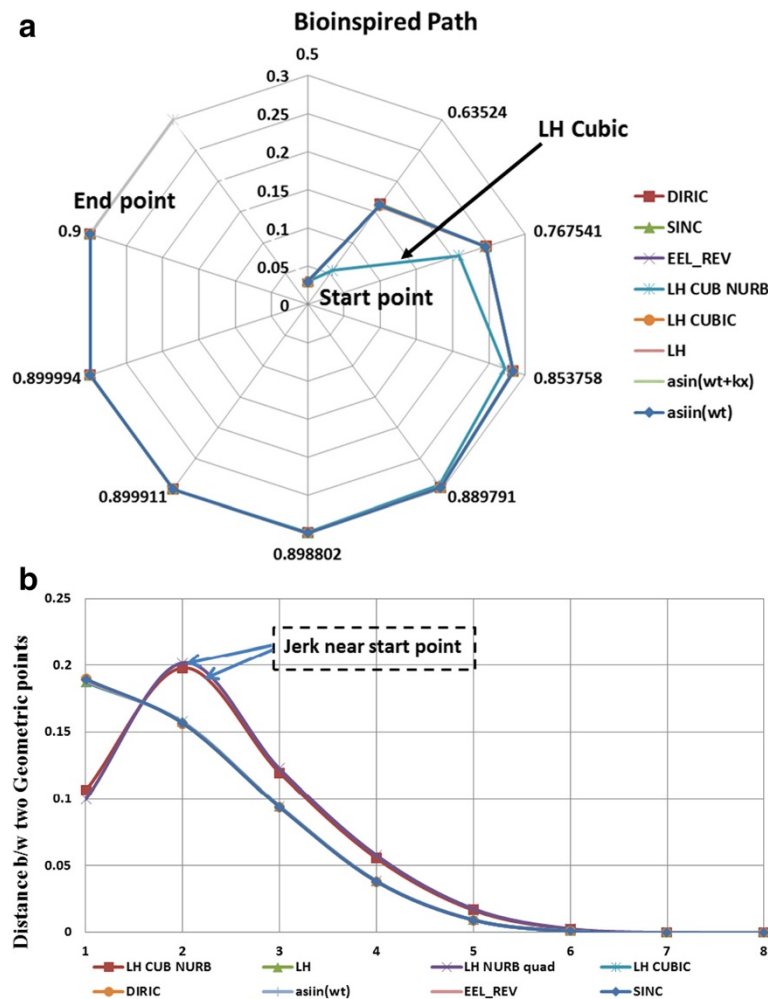 a
Bioinspired Path
0.5
0.3
0.25
0.2
0.15
0.1
0.05
0
0.63524
LH Cubic
0.767541
End point
0.9
Start point
0.853758
0.899994
0.889791
0.899911
0.898802
DIRIC
SINC
EEL_REV
LH CUB NURB
LH CUBIC
LH
asin(wt+kx)
asiin(wt)
b
Distance b/w two Geometric points
0.25
0.2
0.15
0.1
0.05
0
Jerk near start point
1 2 3 4 5 6 7 8
LH CUB NURB LH LH NURB quad LH CUBIC
DIRIC asiin(wt) EEL_REV SINC